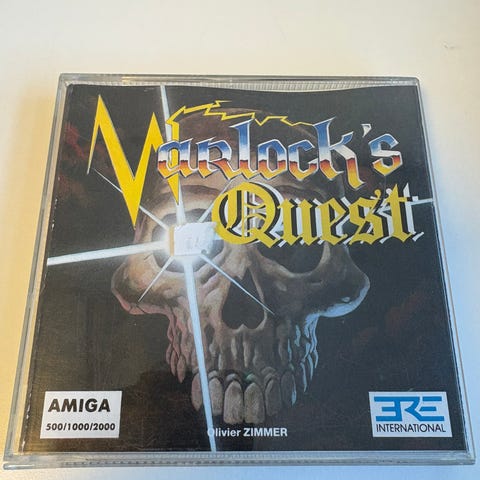 Warlock's
Quest
AMIGA
500/1000/2000
Olivier ZIMMER
ERE
INTERNATIONAL